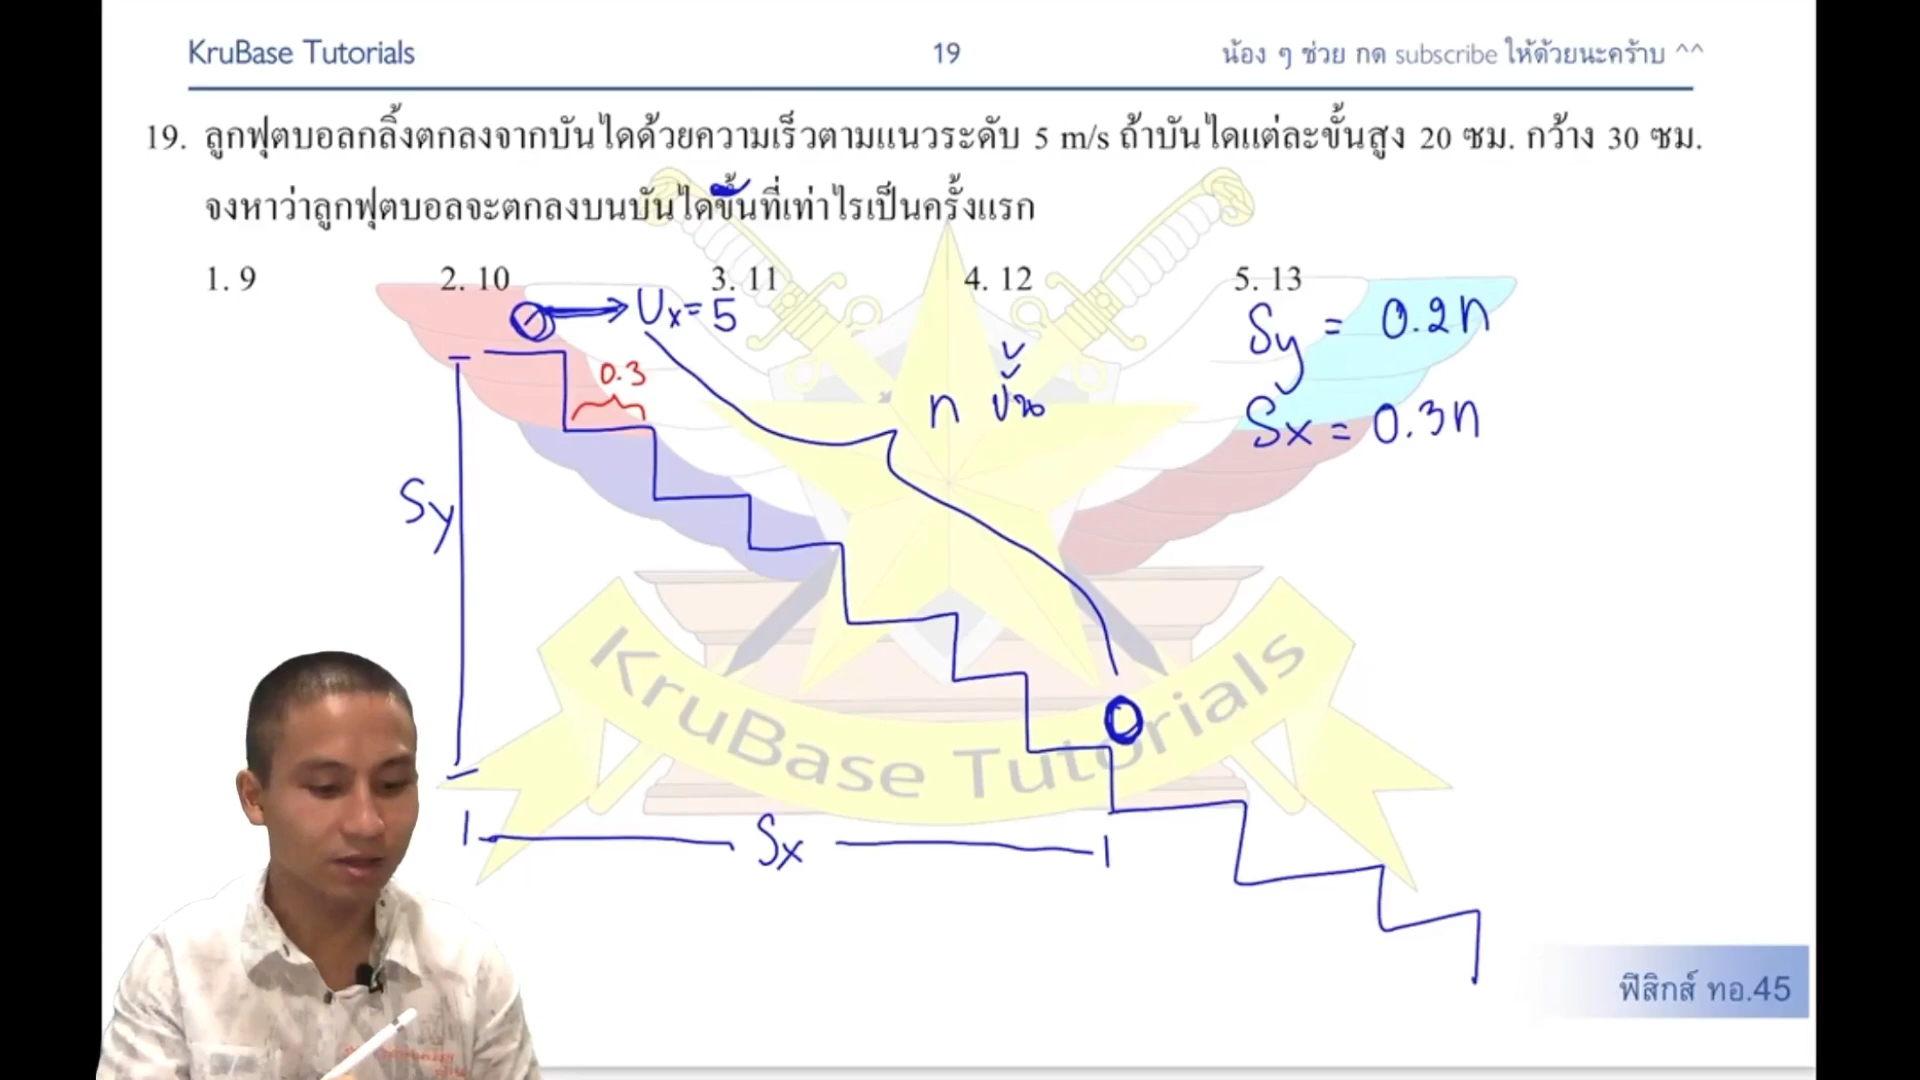 KruBase Tutorials 19 น้อง ๆ ช่วย กด subscribe ให้ด้วยนะคร้าบ ^^
19. ลูกฟุตบอลกลิ้งตกลงจากบันไดด้วยความเร็วตามแนวระดับ 5 m/s ถ้าบันไดแต่ละขั้นสูง 20 ซม. กว้าง 30 ซม.
จงหาว่าลูกฟุตบอลจะตกลงบนบันไดขั้นที่เท่าไรเป็นครั้งแรก
1. 9 2. 10 3. 11 4. 12 5. 13
Ux = 5
Sy = 0.2n
0.3
n ขั้น
Sx = 0.3n
Sy
KruBase Tutorials
Sx
ฟิสิกส์ ทอ.45